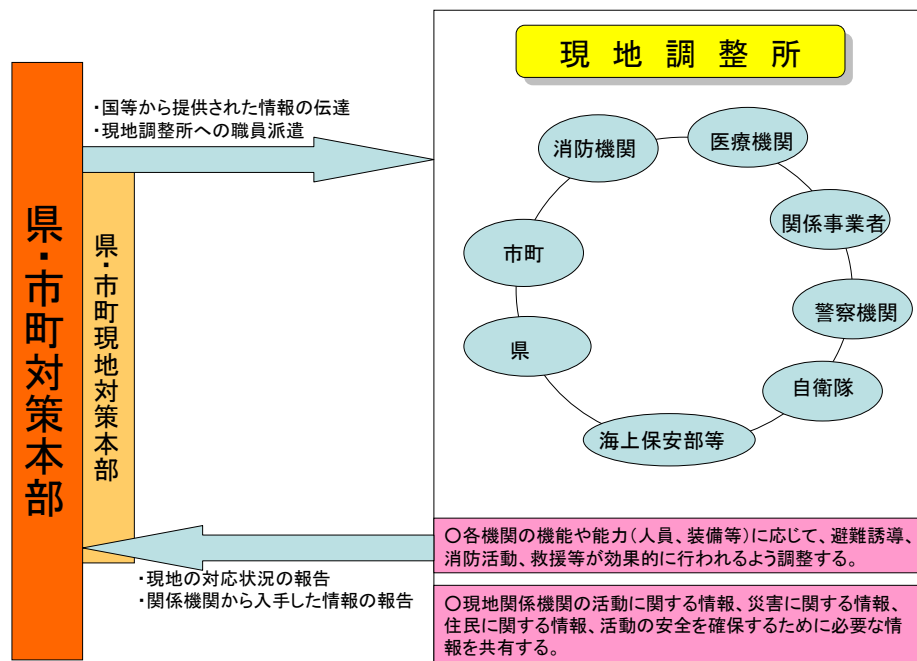 現地調整所
・国等から提供された情報の伝達
・現地調整所への職員派遣
県・市町対策本部
県・市町現地対策本部
消防機関
医療機関
関係事業者
警察機関
自衛隊
海上保安部等
県
市町
〇各機関の機能や能力(人員、装備等)に応じて、避難誘導、
消防活動、救援等が効果的に行われるよう調整する。
・現地の対応状況の報告
・関係機関から入手した情報の報告
〇現地関係機関の活動に関する情報、災害に関する情報、
住民に関する情報、活動の安全を確保するために必要な情
報を共有する。